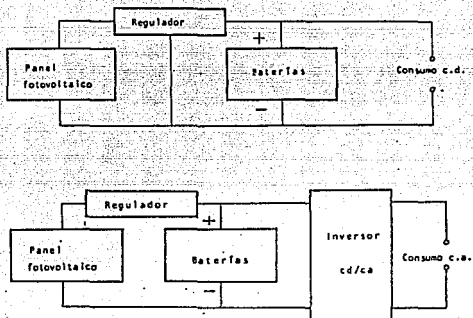 Regulador
+
Panel
fotovoltaico
Baterías
Consumo c.d.
−
Regulador
+
Panel
fotovoltaico
Baterías
Inversor
cd/ca
Consumo c.a.
−